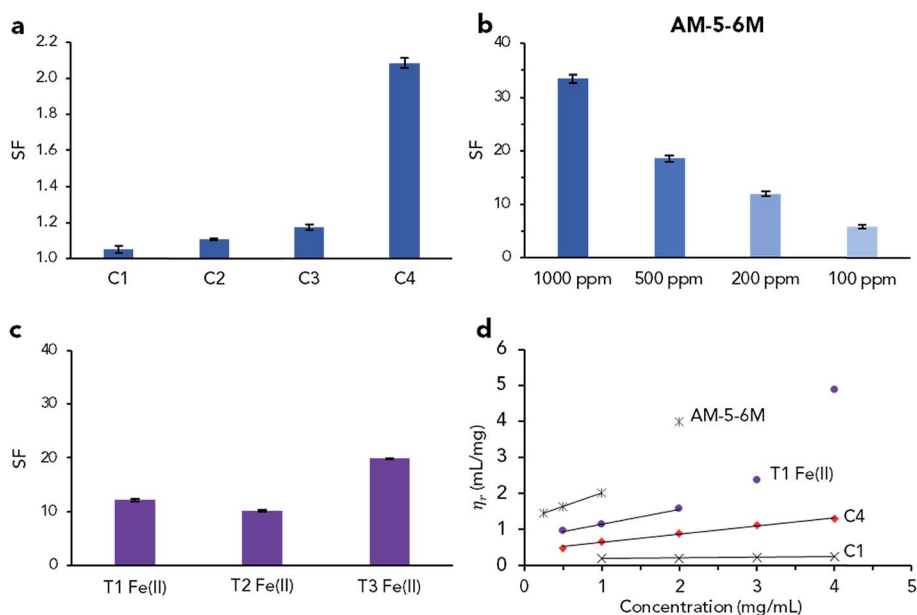 a
2.2
2.0
1.8
1.6
1.4
1.2
1.0
SF
C1 C2 C3 C4
b
AM-5-6M
40
30
20
10
0
SF
1000 ppm 500 ppm 200 ppm 100 ppm
c
40
30
20
10
0
SF
T1 Fe(II) T2 Fe(II) T3 Fe(II)
d
6
5
4
3
2
1
0
ηr (mL/mg)
AM-5-6M
T1 Fe(II)
C4
C1
0 1 2 3 4 5
Concentration (mg/mL)